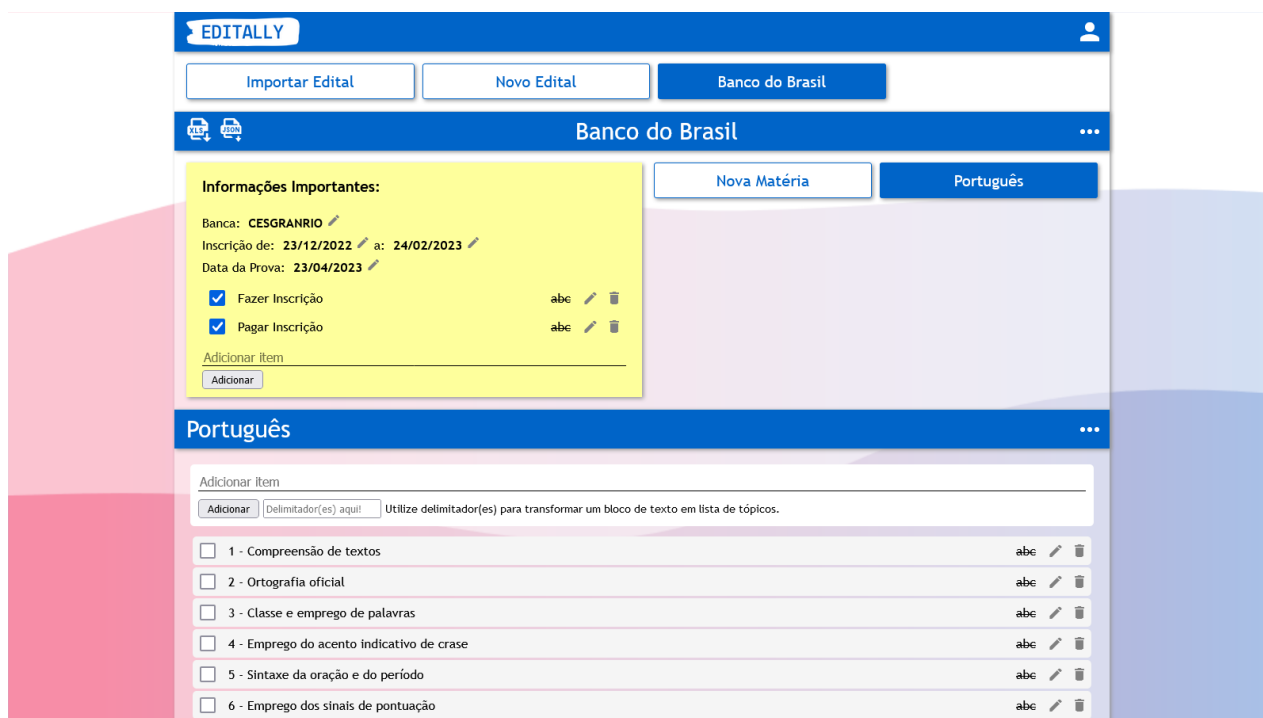 EDITALLY
Importar Edital
Novo Edital
Banco do Brasil
XLS
JSON
Banco do Brasil
Informações Importantes:
Banca: CESGRANRIO
Inscrição de: 23/12/2022 a: 24/02/2023
Data da Prova: 23/04/2023
Fazer Inscrição abc
Pagar Inscrição abc
Adicionar item
Adicionar
Nova Matéria
Português
Português
Adicionar item
Adicionar Delimitador(es) aqui! Utilize delimitador(es) para transformar um bloco de texto em lista de tópicos.
1 - Compreensão de textos abc
2 - Ortografia oficial abc
3 - Classe e emprego de palavras abc
4 - Emprego do acento indicativo de crase abc
5 - Sintaxe da oração e do período abc
6 - Emprego dos sinais de pontuação abc